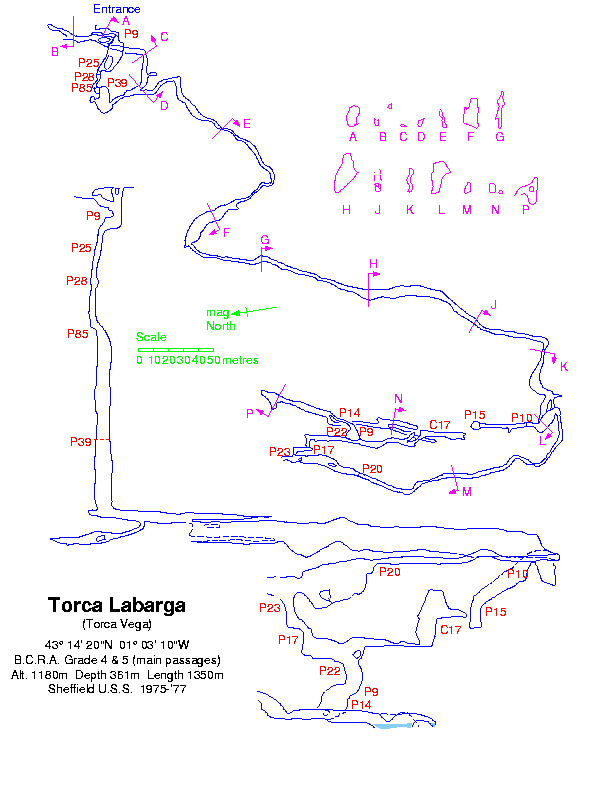 Entrance
A
P9
C
B
P25
P28
P39
P85
D
E
A B C D E F G
H J K L M N P
P9
F
G
P25
H
P28
mag
North
J
P85
Scale
0 10 20 30 40 50 metres
K
P P14 N P15 P10
P22 P9 C17
P39 L
P23 P17
P20
M
P20 P10
Torca Labarga
(Torca Vega)
43° 14' 20"N 01° 03' 10"W
B.C.R.A. Grade 4 & 5 (main passages)
Alt. 1180m Depth 361m Length 1350m
Sheffield U.S.S. 1975-'77
P23
P15
C17
P17
P22
P9
P14